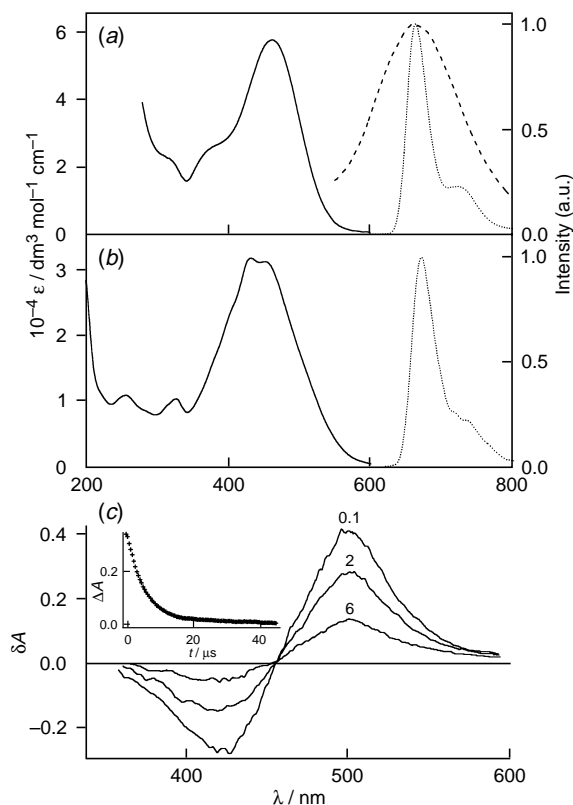 (a)
6
4
2
0
1.0
0.5
0.0
(b)
3
2
1
0
1.0
0.5
0.0
200 400 600 800
10⁻⁴ ε / dm³ mol⁻¹ cm⁻¹
Intensity (a.u.)
(c)
0.4
0.2
0.0
−0.2
δA
0.1
2
6
ΔA
0.2
0.0
0 20 40
t / μs
400 500 600
λ / nm